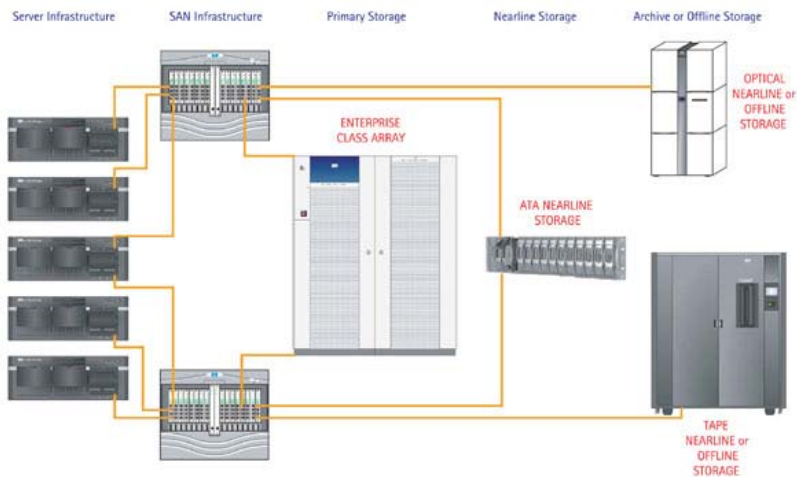 Server Infrastructure
SAN Infrastructure
Primary Storage
Nearline Storage
Archive or Offline Storage
OPTICAL
NEARLINE or
OFFLINE
STORAGE
ENTERPRISE
CLASS ARRAY
ATA NEARLINE
STORAGE
TAPE
NEARLINE or
OFFLINE
STORAGE